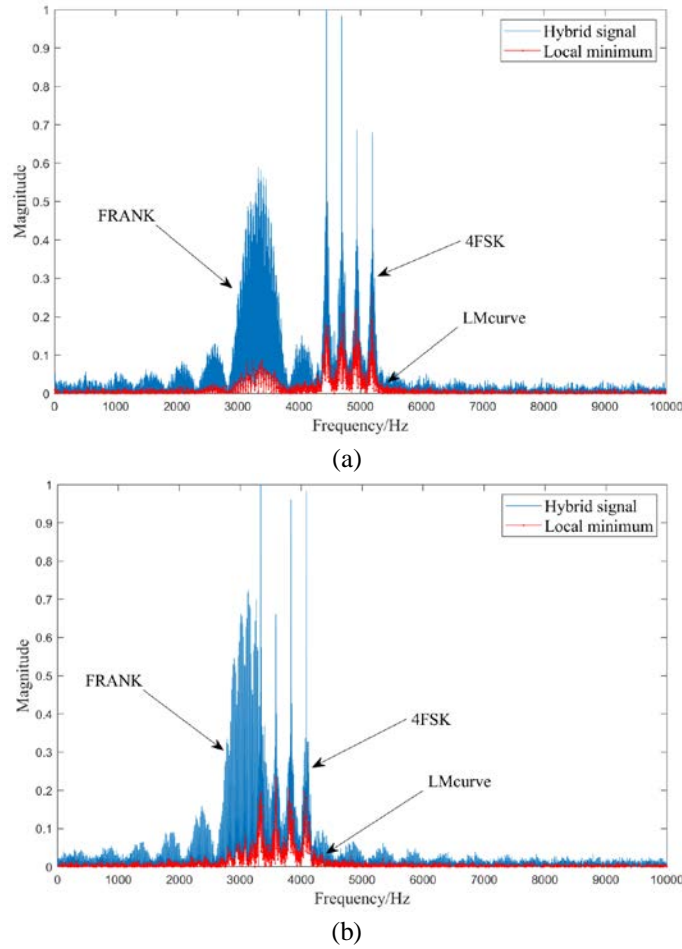 1
0.9
0.8
0.7
0.6
0.5
0.4
0.3
0.2
0.1
0
Magnitude
Hybrid signal
Local minimum
FRANK
4FSK
LMcurve
0 1000 2000 3000 4000 5000 6000 7000 8000 9000 10000
Frequency/Hz
(a)
1
0.9
0.8
0.7
0.6
0.5
0.4
0.3
0.2
0.1
0
Magnitude
Hybrid signal
Local minimum
FRANK
4FSK
LMcurve
0 1000 2000 3000 4000 5000 6000 7000 8000 9000 10000
Frequency/Hz
(b)